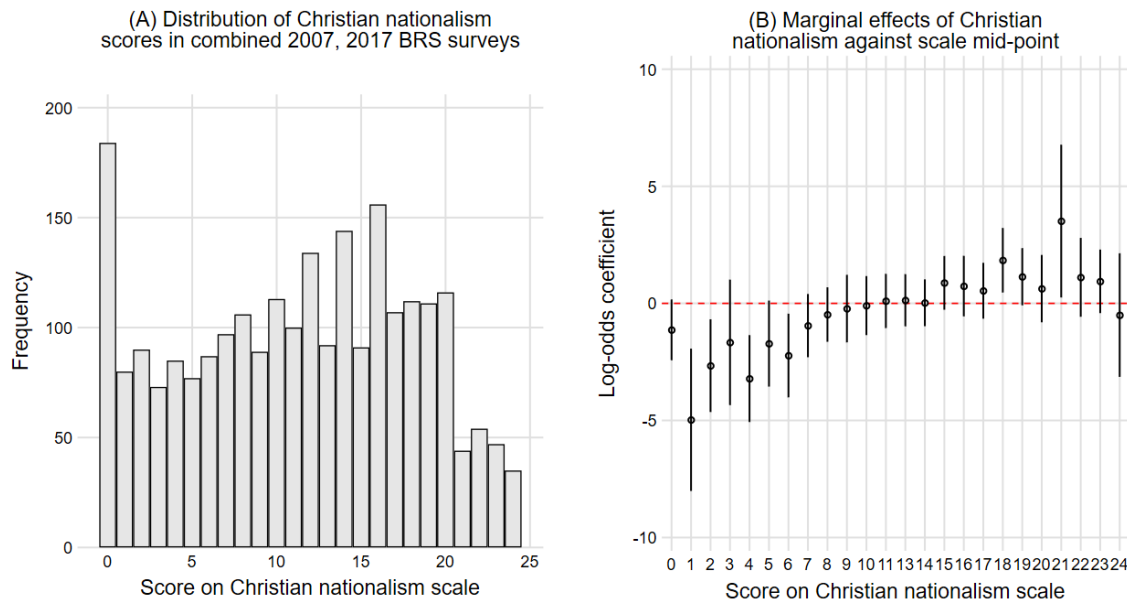 (A) Distribution of Christian nationalism
scores in combined 2007, 2017 BRS surveys
200
150
100
50
0
Frequency
0 5 10 15 20 25
Score on Christian nationalism scale
(B) Marginal effects of Christian
nationalism against scale mid-point
10
5
0
-5
-10
Log-odds coefficient
0 1 2 3 4 5 6 7 8 9 10 11 13 14 15 16 17 18 19 20 21 22 23 24
Score on Christian nationalism scale